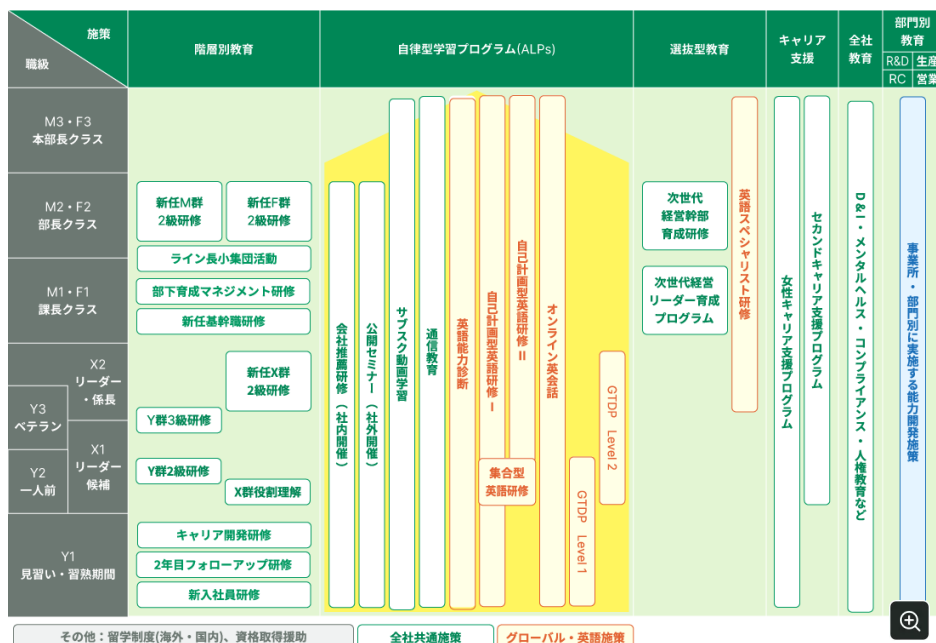 施策
職級
階層別教育
自律型学習プログラム(ALPs)
選抜型教育
キャリア
支援
全社
教育
部門別
教育
R&D
生産
RC
営業
M3・F3
本部長クラス
M2・F2
部長クラス
M1・F1
課長クラス
X2
リーダー
・係長
Y3
ベテラン
X1
リーダー
候補
Y2
一人前
Y1
見習い・習熟期間
新任M群
2級研修
新任F群
2級研修
ライン長小集団活動
部下育成マネジメント研修
新任基幹職研修
新任X群
2級研修
Y群3級研修
Y群2級研修
X群役割理解
キャリア開発研修
2年目フォローアップ研修
新入社員研修
会社推薦研修（社内開催）
公開セミナー（社外開催）
サブスク動画学習
通信教育
英語能力診断
自己計画型英語研修 I
自己計画型英語研修 II
集合型
英語研修
オンライン英会話
GTDP Level 1
GTDP Level 2
次世代
経営幹部
育成研修
次世代経営
リーダー育成
プログラム
英語スペシャリスト研修
女性キャリア支援プログラム
セカンドキャリア支援プログラム
D&I・メンタルヘルス・コンプライアンス・人権教育など
事業所・部門別に実施する能力開発施策
その他：留学制度(海外・国内)、資格取得援助
全社共通施策
グローバル・英語施策